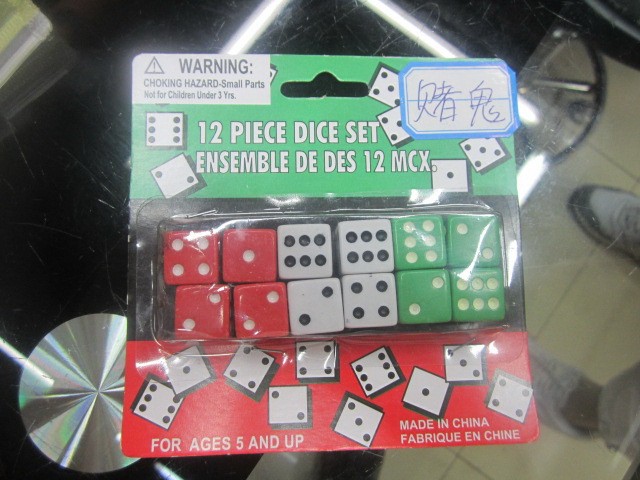 WARNING:
CHOKING HAZARD-Small Parts
Not for Children Under 3 Yrs.
赌鬼
12 PIECE DICE SET
ENSEMBLE DE DES 12 MCX.
FOR AGES 5 AND UP
MADE IN CHINA
FABRIQUE EN CHINE